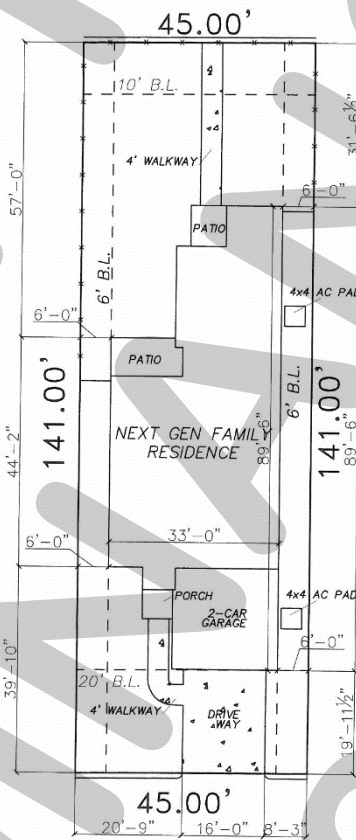 45.00'
10' B.L.
31'-6½"
4' WALKWAY
57'-0"
6'-0"
PATIO
6' B.L.
4x4 AC PAD
6'-0"
PATIO
6' B.L.
141.00'
141.00'
NEXT GEN FAMILY
RESIDENCE
89'-6"
89'-6"
44'-2"
33'-0"
6'-0"
PORCH
4x4 AC PAD
2-CAR
GARAGE
6'-0"
39'-10"
20' B.L.
4' WALKWAY
DRIVE
WAY
19'-11½"
45.00'
20'-9"
16'-0"
8'-3"